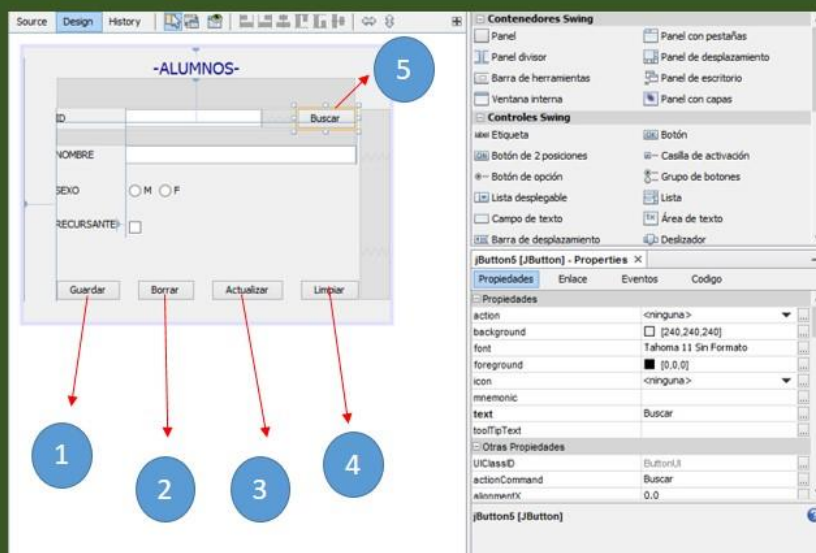 Source Design History
-ALUMNOS-
5
ID Buscar
NOMBRE
SEXO M F
RECURSANTE
Guardar Borrar Actualizar Limpiar
1
2
3
4
Contenedores Swing
Panel Panel con pestañas
Panel divisor Panel de desplazamiento
Barra de herramientas Panel de escritorio
Ventana interna Panel con capas
Controles Swing
label Etiqueta OK Botón
OK Botón de 2 posiciones Casilla de activación
Botón de opción Grupo de botones
Lista desplegable Lista
Campo de texto Área de texto
Barra de desplazamiento Deslizador
jButton5 [JButton] - Properties ×
Propiedades Enlace Eventos Codigo
Propiedades
action <ninguna>
background [240,240,240]
font Tahoma 11 Sin Formato
foreground [0,0,0]
icon <ninguna>
mnemonic
text Buscar
toolTipText
Otras Propiedades
UIClassID ButtonUI
actionCommand Buscar
alignmentX 0.0
jButton5 [JButton]